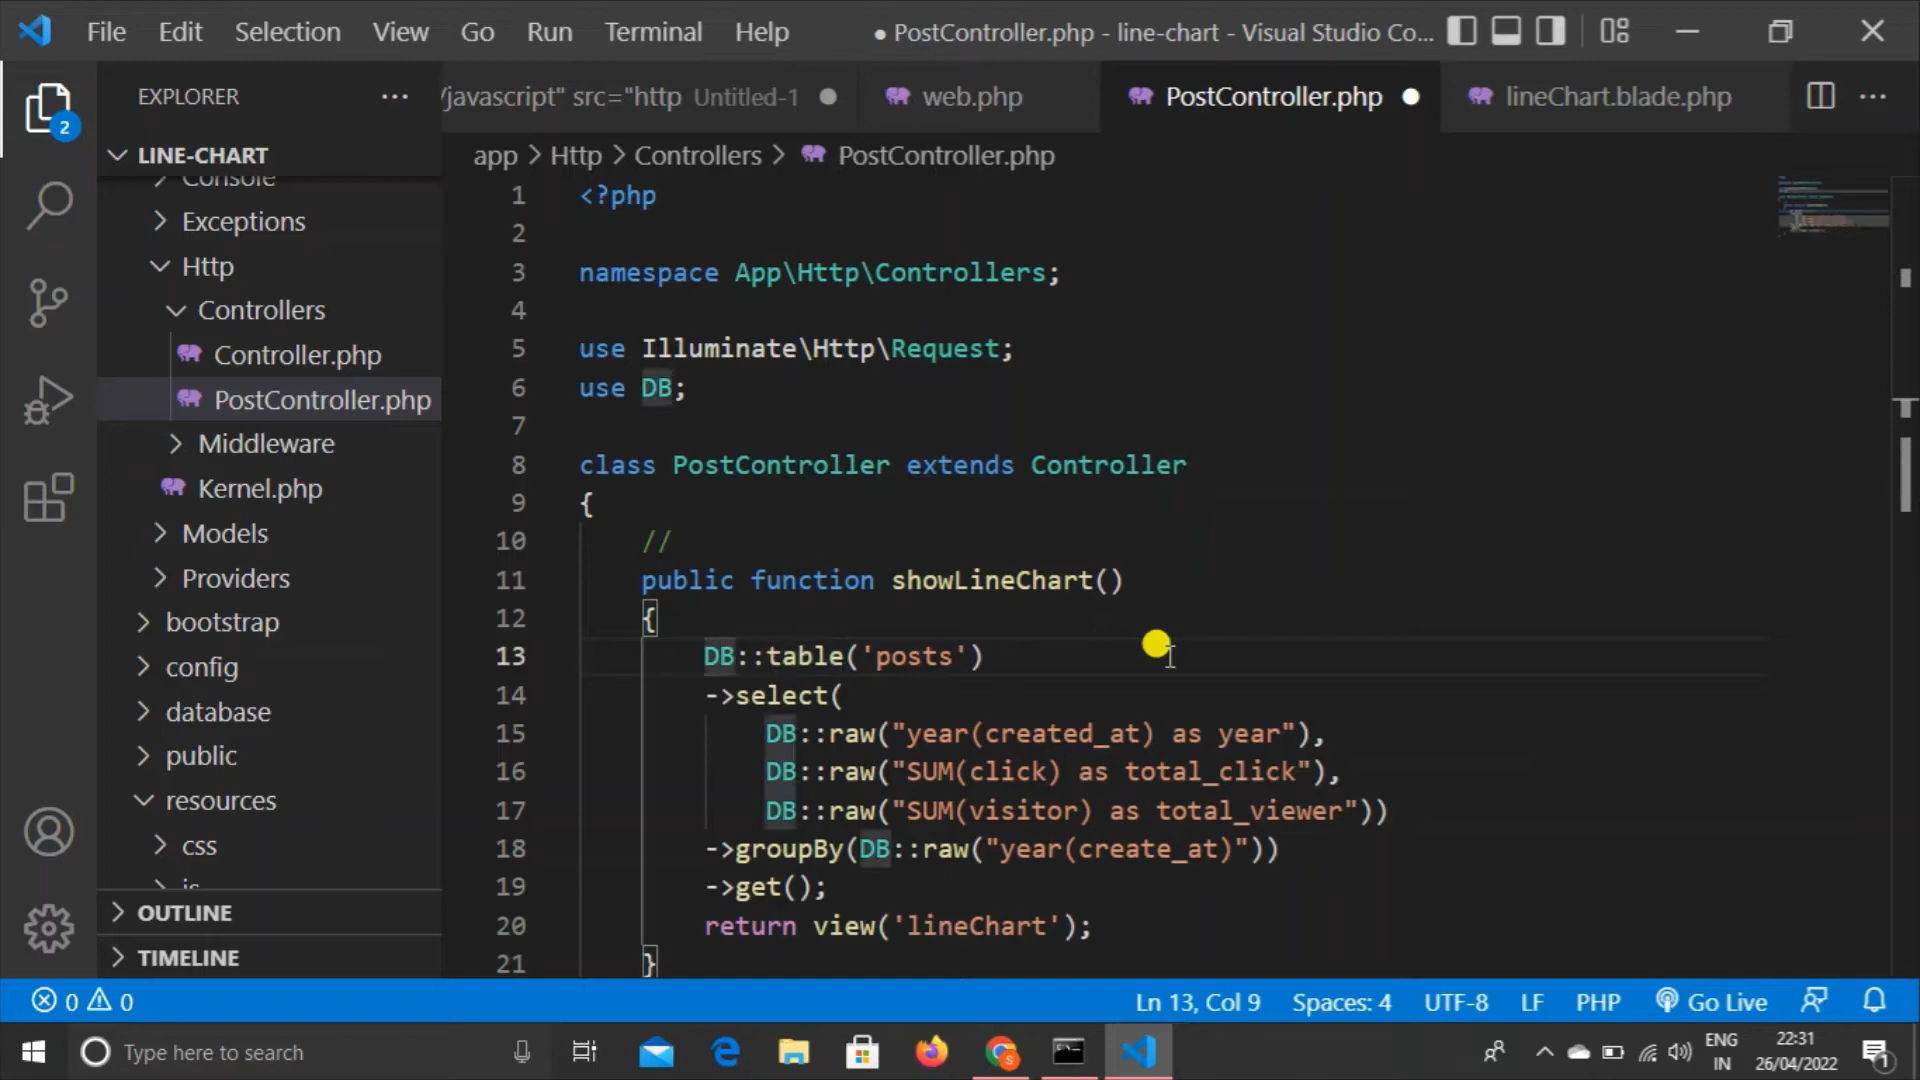 File Edit Selection View Go Run Terminal Help ● PostController.php - line-chart - Visual Studio Co...
EXPLORER ··· /javascript" src="http Untitled-1 ● web.php PostController.php ● lineChart.blade.php ···
2
LINE-CHART
app > Http > Controllers > PostController.php
Console
Exceptions
Http
Controllers
Controller.php
PostController.php
Middleware
Kernel.php
Models
Providers
bootstrap
config
database
public
resources
css
js
OUTLINE
TIMELINE
1 <?php
2
3 namespace App\Http\Controllers;
4
5 use Illuminate\Http\Request;
6 use DB;
7
8 class PostController extends Controller
9 {
10 //
11 public function showLineChart()
12 {
13 DB::table('posts')
14 ->select(
15 DB::raw("year(created_at) as year"),
16 DB::raw("SUM(click) as total_click"),
17 DB::raw("SUM(visitor) as total_viewer"))
18 ->groupBy(DB::raw("year(create_at)"))
19 ->get();
20 return view('lineChart');
21 }
0 0 Ln 13, Col 9 Spaces: 4 UTF-8 LF PHP Go Live
Type here to search ENG IN 22:31 26/04/2022 1